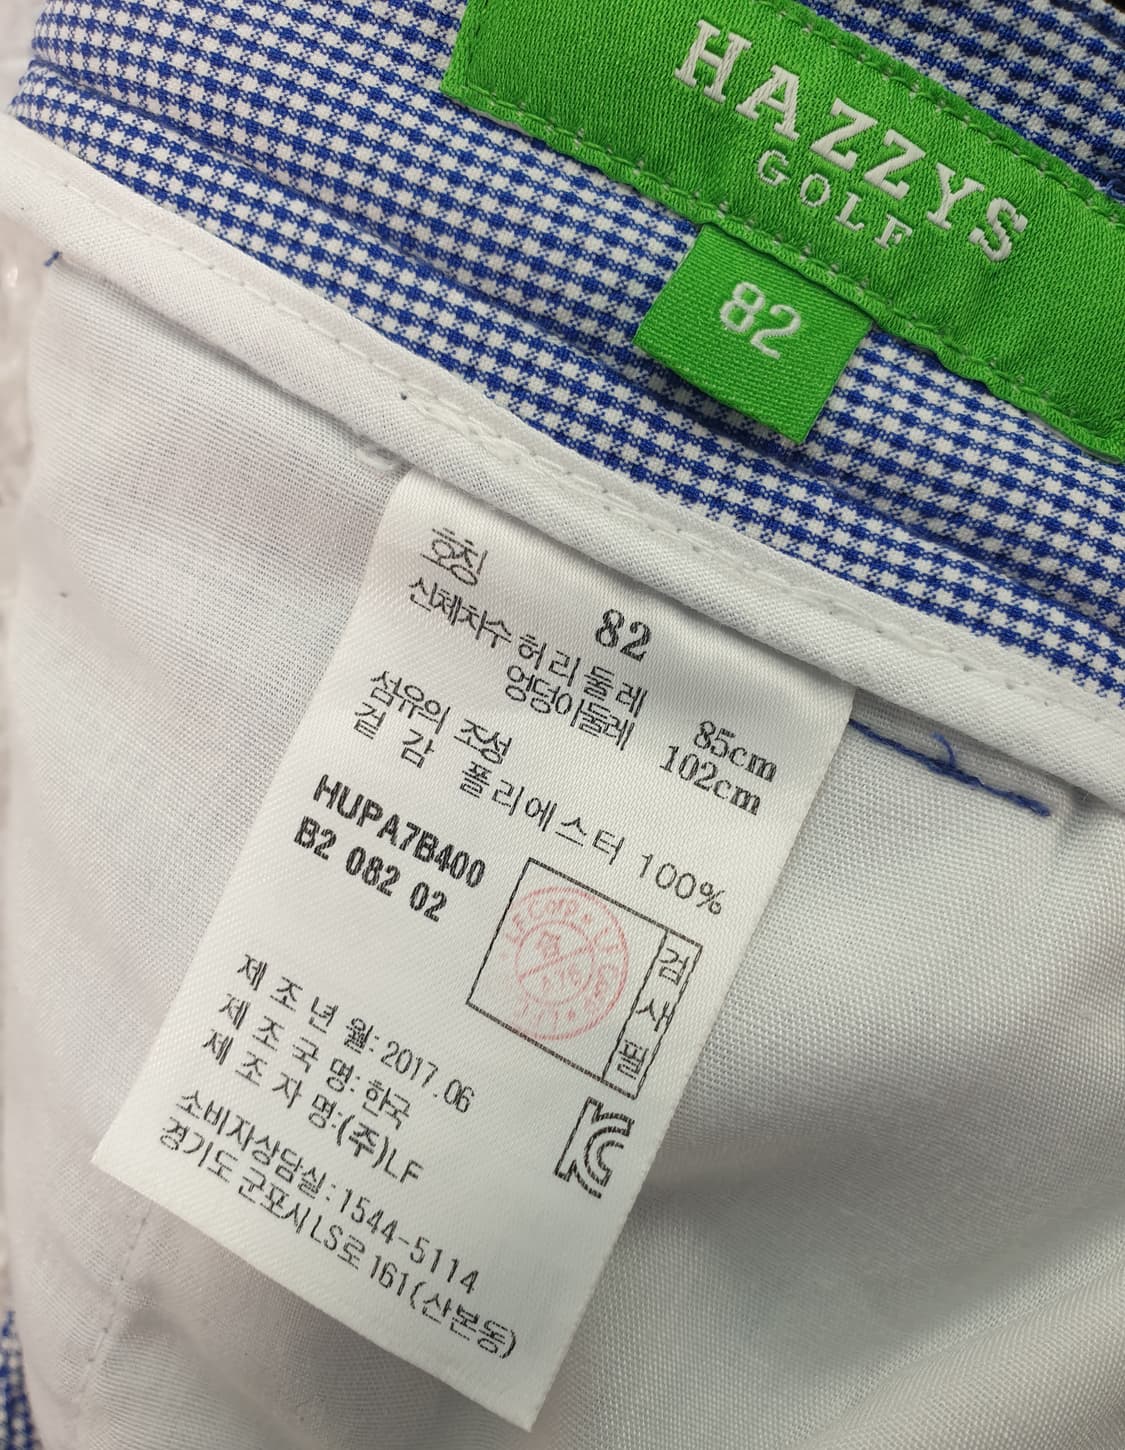 HAZZYS
GOLF
82
호칭 82
신체치수 허리둘레 85cm
엉덩이둘레 102cm
섬유의 조성
겉 감 폴리에스터 100%
HUPA7B400
B2 082 02
검사필
제조년월: 2017.06
제조국명: 한국
제조자명:(주)LF
소비자상담실:1544-5114
경기도 군포시 LS로 161(산본동)